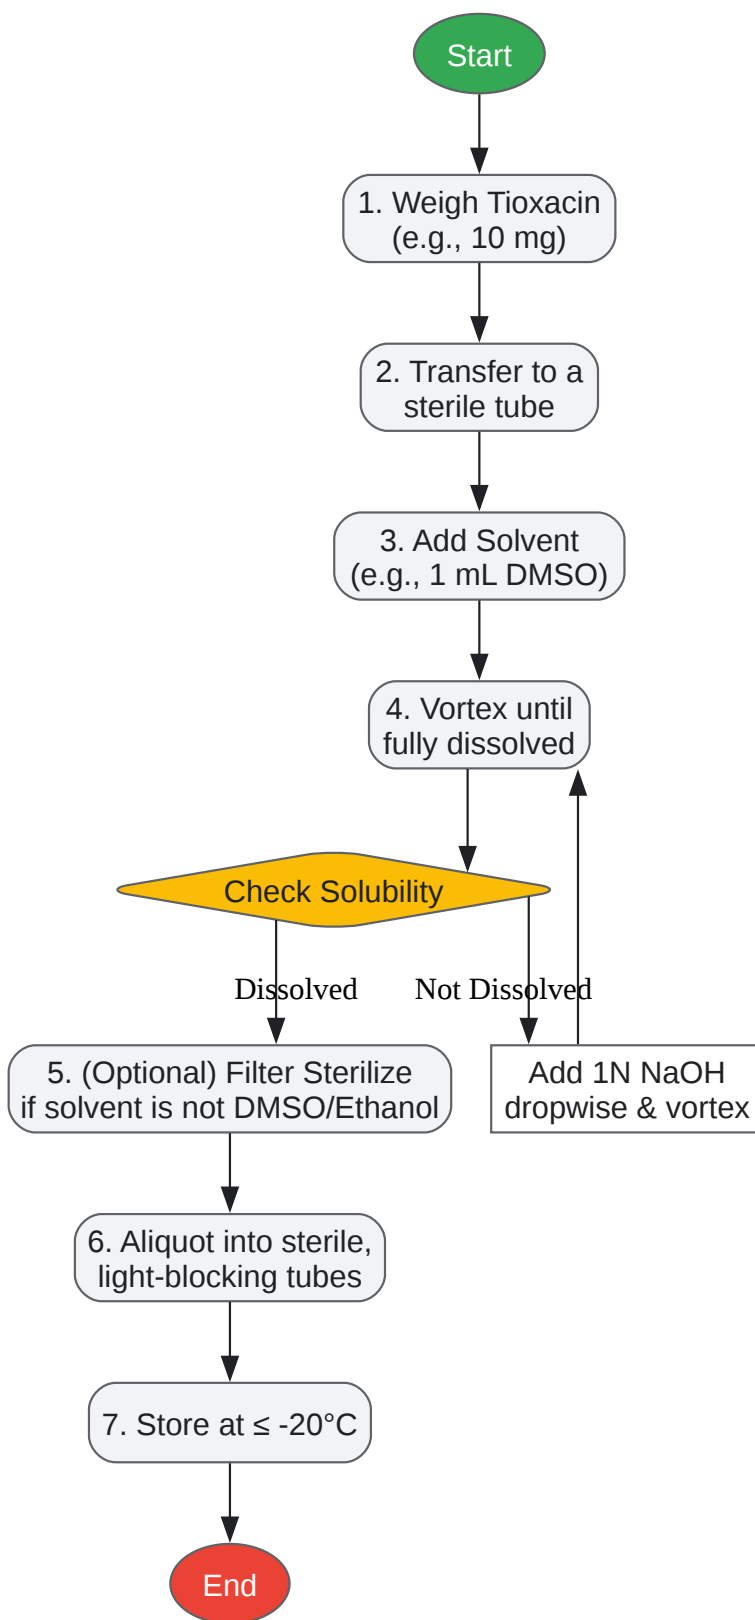 Start
1. Weigh Tioxacin
(e.g., 10 mg)
2. Transfer to a
sterile tube
3. Add Solvent
(e.g., 1 mL DMSO)
4. Vortex until
fully dissolved
Check Solubility
Dissolved
Not Dissolved
5. (Optional) Filter Sterilize
if solvent is not DMSO/Ethanol
Add 1N NaOH
dropwise & vortex
6. Aliquot into sterile,
light-blocking tubes
7. Store at ≤ -20°C
End